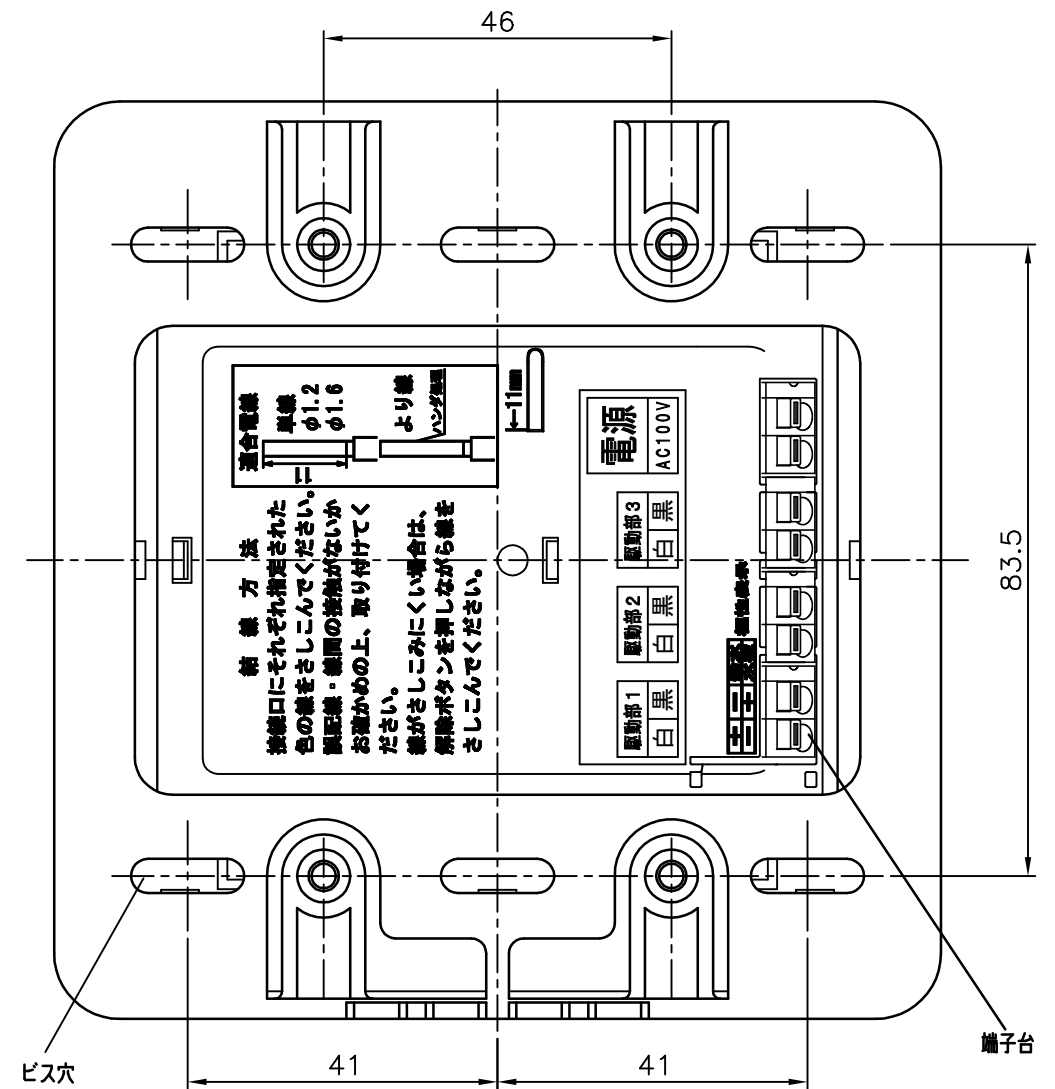 46
83.5
適合電線
単線
φ1.2
φ1.6
より線
ハンダ処理
11mm
結線方法
接続口にそれぞれ指定された
色の線をさしこんでください。
誤配線・線間の接触がないか
お確かめの上、取り付けてく
ださい。
線がさしこみにくい場合は、
解除ボタンを押しながら線を
さしこんでください。
電源
AC100V
駆動部3
白 黒
駆動部2
白 黒
駆動部1
白 黒
端子台
ビス穴
41
41